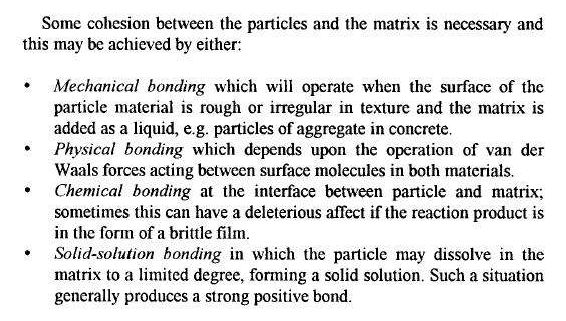 Some cohesion between the particles and the matrix is necessary and
this may be achieved by either:
• Mechanical bonding which will operate when the surface of the
particle material is rough or irregular in texture and the matrix is
added as a liquid, e.g. particles of aggregate in concrete.
• Physical bonding which depends upon the operation of van der
Waals forces acting between surface molecules in both materials.
• Chemical bonding at the interface between particle and matrix;
sometimes this can have a deleterious affect if the reaction product is
in the form of a brittle film.
• Solid-solution bonding in which the particle may dissolve in the
matrix to a limited degree, forming a solid solution. Such a situation
generally produces a strong positive bond.